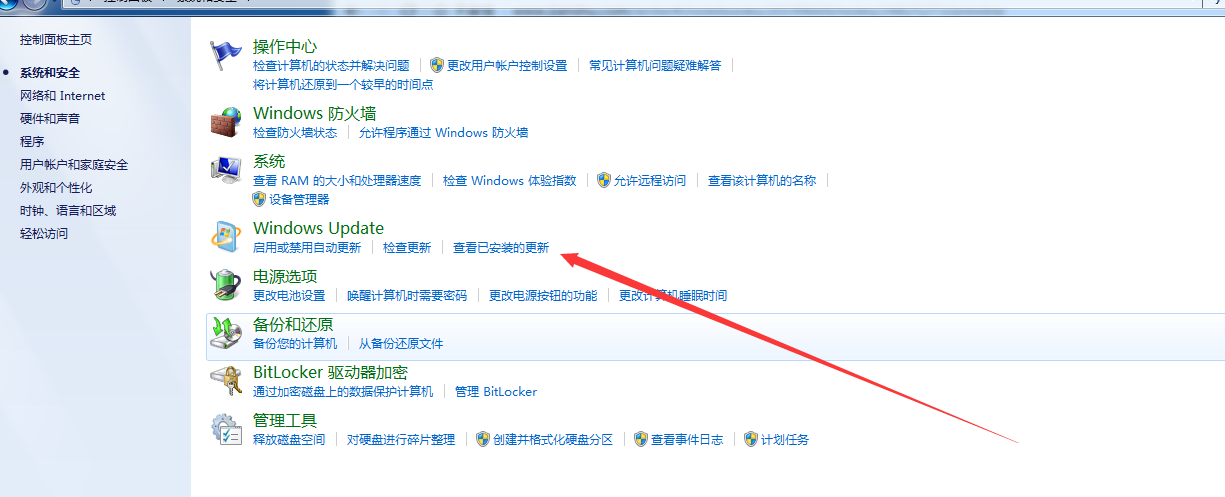 控制面板主页
系统和安全
网络和 Internet
硬件和声音
程序
用户帐户和家庭安全
外观和个性化
时钟、语言和区域
轻松访问
操作中心
检查计算机的状态并解决问题 更改用户帐户控制设置 常见计算机问题疑难解答
将计算机还原到一个较早的时间点
Windows 防火墙
检查防火墙状态 允许程序通过 Windows 防火墙
系统
查看 RAM 的大小和处理器速度 检查 Windows 体验指数 允许远程访问 查看该计算机的名称
设备管理器
Windows Update
启用或禁用自动更新 检查更新 查看已安装的更新
电源选项
更改电池设置 唤醒计算机时需要密码 更改电源按钮的功能 更改计算机睡眠时间
备份和还原
备份您的计算机 从备份还原文件
BitLocker 驱动器加密
通过加密磁盘上的数据保护计算机 管理 BitLocker
管理工具
释放磁盘空间 对硬盘进行碎片整理 创建并格式化硬盘分区 查看事件日志 计划任务